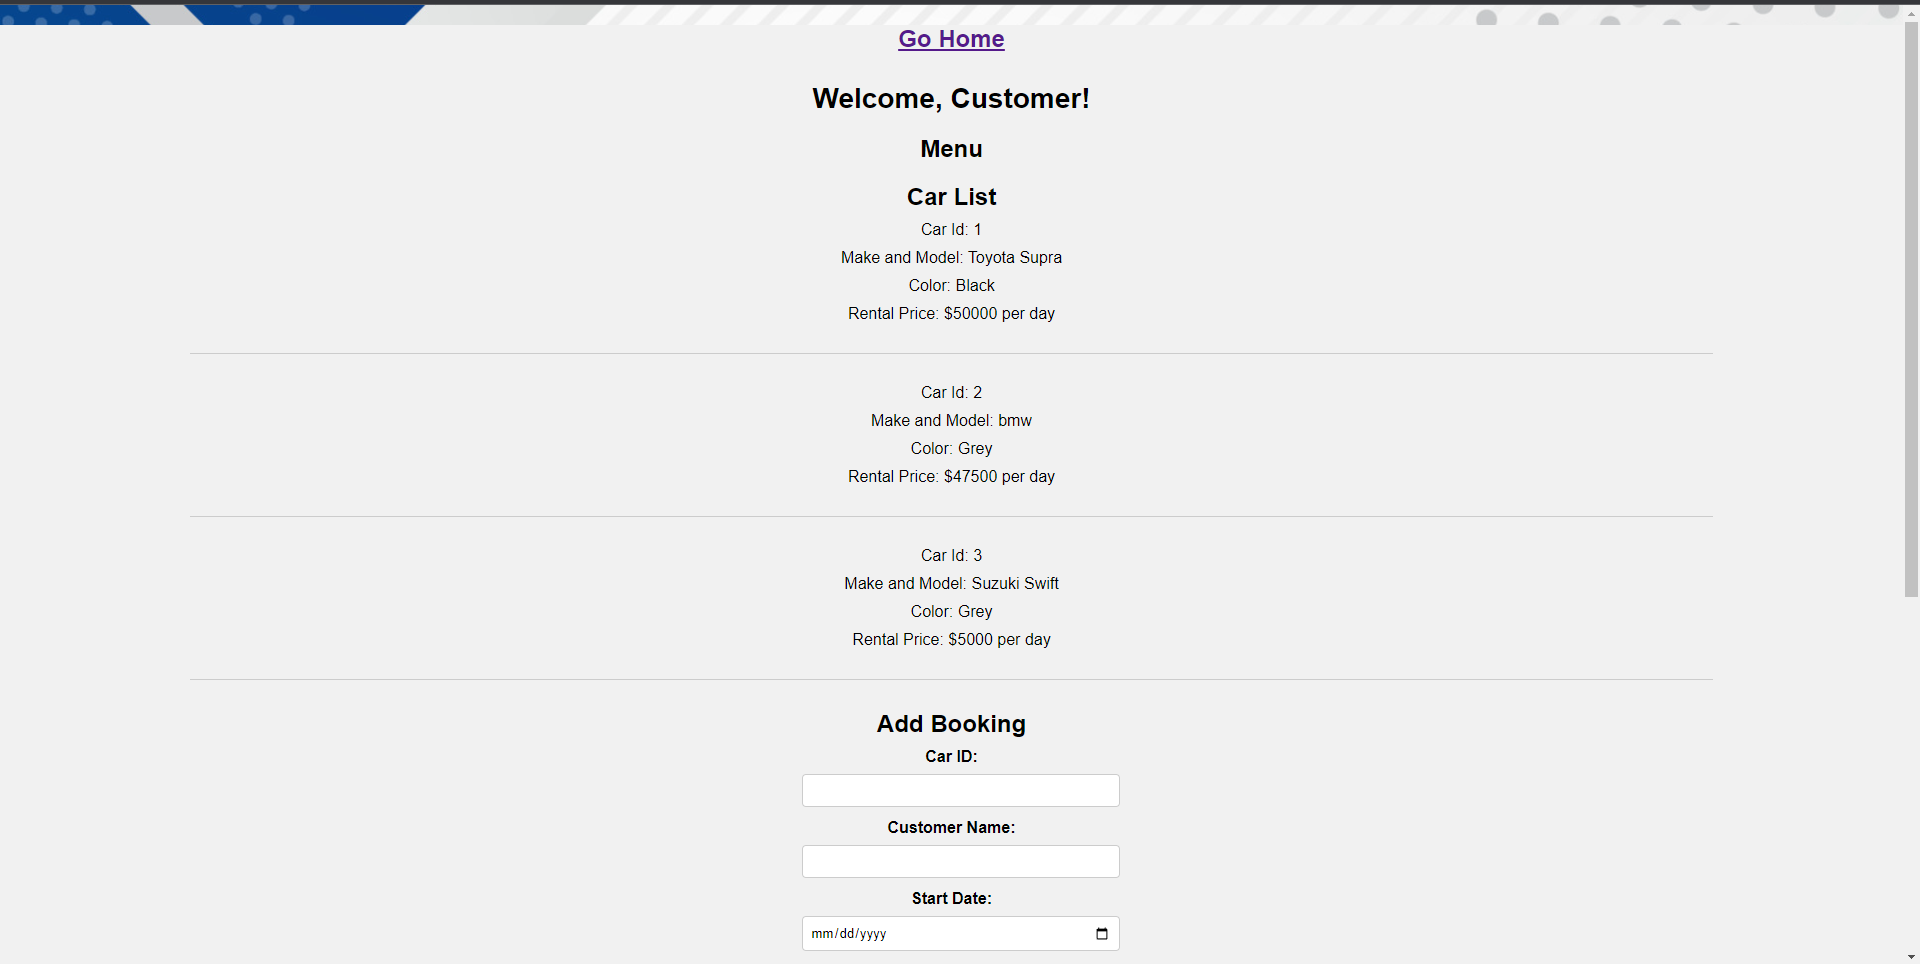 Go Home
Welcome, Customer!
Menu
Car List
Car Id: 1
Make and Model: Toyota Supra
Color: Black
Rental Price: $50000 per day
Car Id: 2
Make and Model: bmw
Color: Grey
Rental Price: $47500 per day
Car Id: 3
Make and Model: Suzuki Swift
Color: Grey
Rental Price: $5000 per day
Add Booking
Car ID:
Customer Name:
Start Date:
mm/dd/yyyy